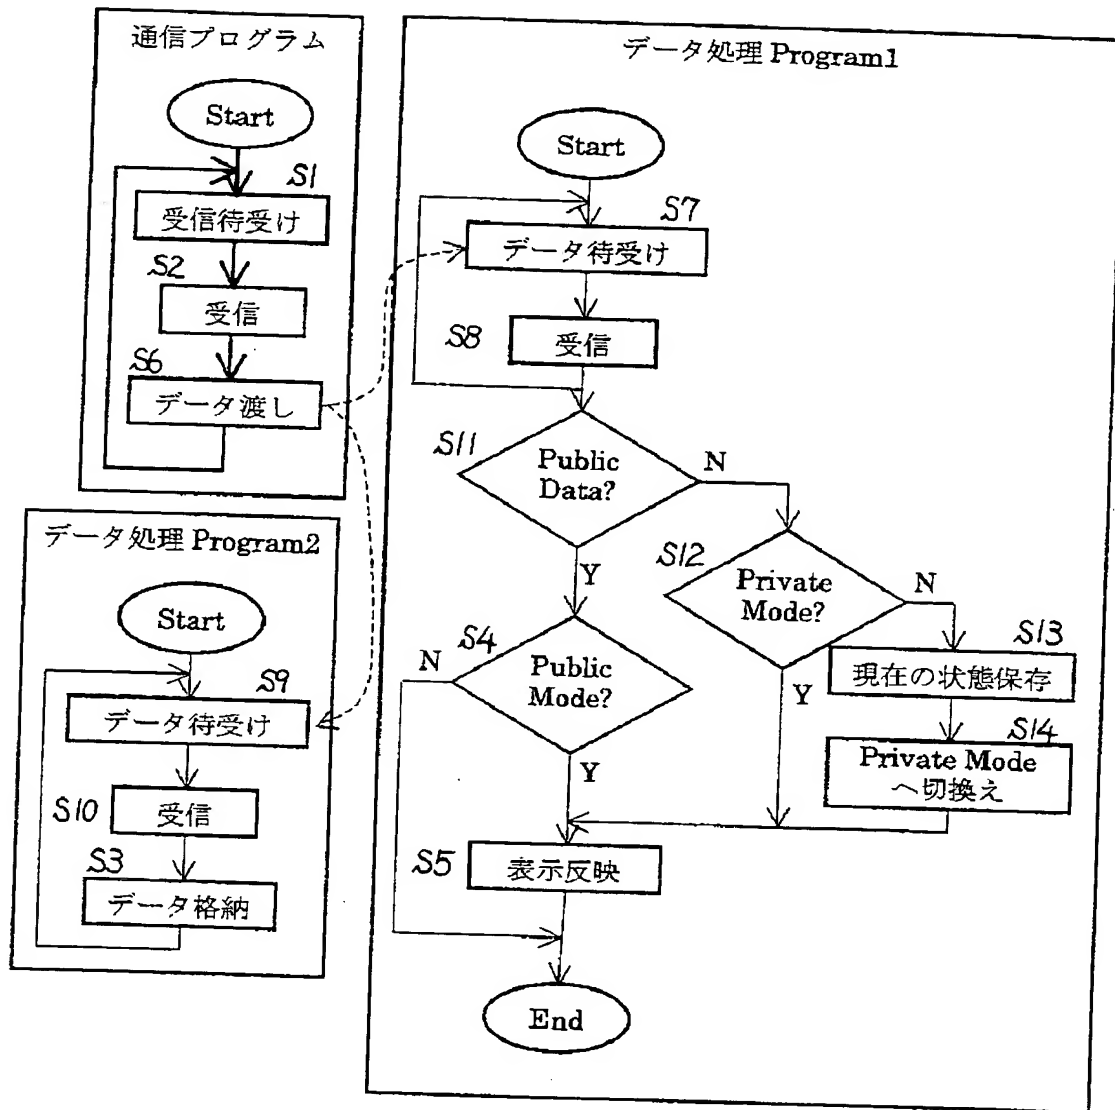 通信プログラム
Start
S1
受信待受け
S2
受信
S6
データ渡し
データ処理 Program2
Start
S9
データ待受け
S10
受信
S3
データ格納
データ処理 Program1
Start
S7
データ待受け
S8
受信
S11
Public
Data?
N
Y
S12
Private
Mode?
N
Y
S13
現在の状態保存
S14
Private Mode
へ切換え
S4
Public
Mode?
N
Y
S5
表示反映
End